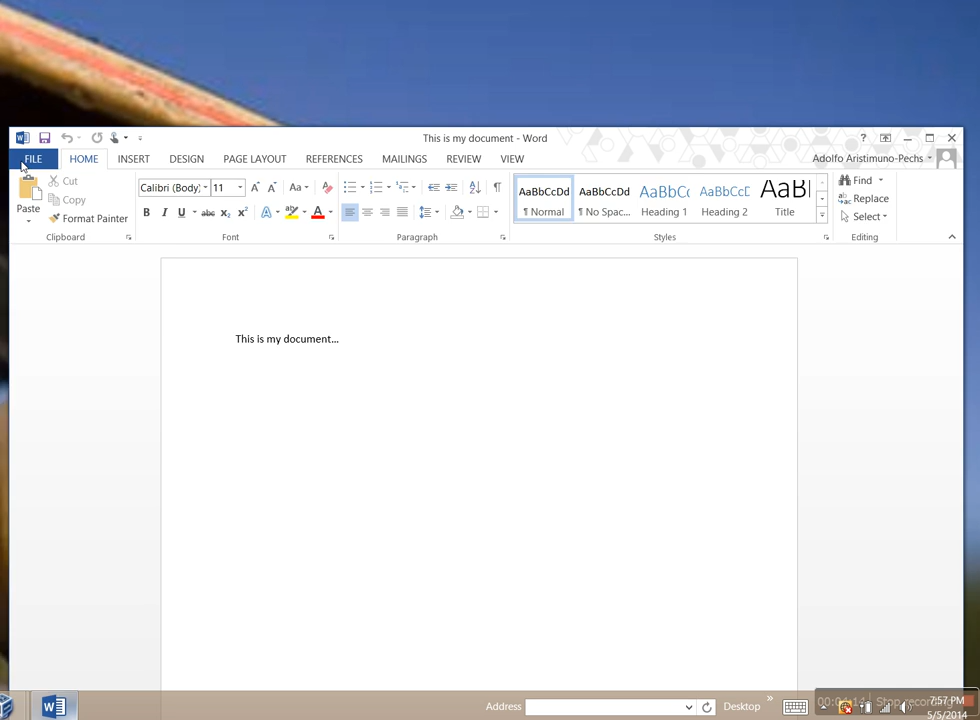 This is my document - Word
FILE HOME INSERT DESIGN PAGE LAYOUT REFERENCES MAILINGS REVIEW VIEW
Adolfo Aristimuno-Pechs
Paste
Cut
Copy
Format Painter
Clipboard
Calibri (Body) 11
Font
Paragraph
AaBbCcDd AaBbCcDd AaBbCc AaBbCcD AaB
¶ Normal ¶ No Spac... Heading 1 Heading 2 Title
Styles
Find
Replace
Select
Editing
This is my document...
Address
Desktop
Stop recording
7:57 PM
5/5/2014